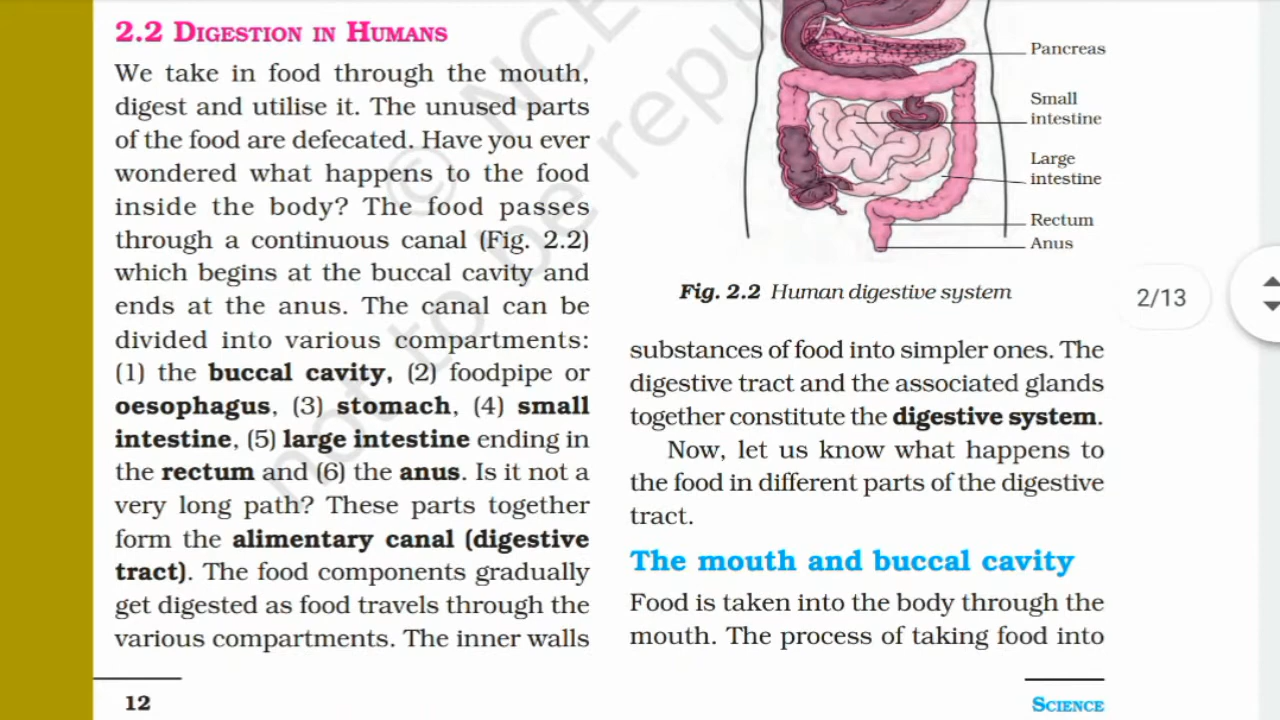 2.2 DIGESTION IN HUMANS
We take in food through the mouth,
digest and utilise it. The unused parts
of the food are defecated. Have you ever
wondered what happens to the food
inside the body? The food passes
through a continuous canal (Fig. 2.2)
which begins at the buccal cavity and
ends at the anus. The canal can be
divided into various compartments:
(1) the buccal cavity, (2) foodpipe or
oesophagus, (3) stomach, (4) small
intestine, (5) large intestine ending in
the rectum and (6) the anus. Is it not a
very long path? These parts together
form the alimentary canal (digestive
tract). The food components gradually
get digested as food travels through the
various compartments. The inner walls
Pancreas
Small
intestine
Large
intestine
Rectum
Anus
Fig. 2.2 Human digestive system
2/13
substances of food into simpler ones. The
digestive tract and the associated glands
together constitute the digestive system.
Now, let us know what happens to
the food in different parts of the digestive
tract.
The mouth and buccal cavity
Food is taken into the body through the
mouth. The process of taking food into
12
SCIENCE
© NCE
not to be repu